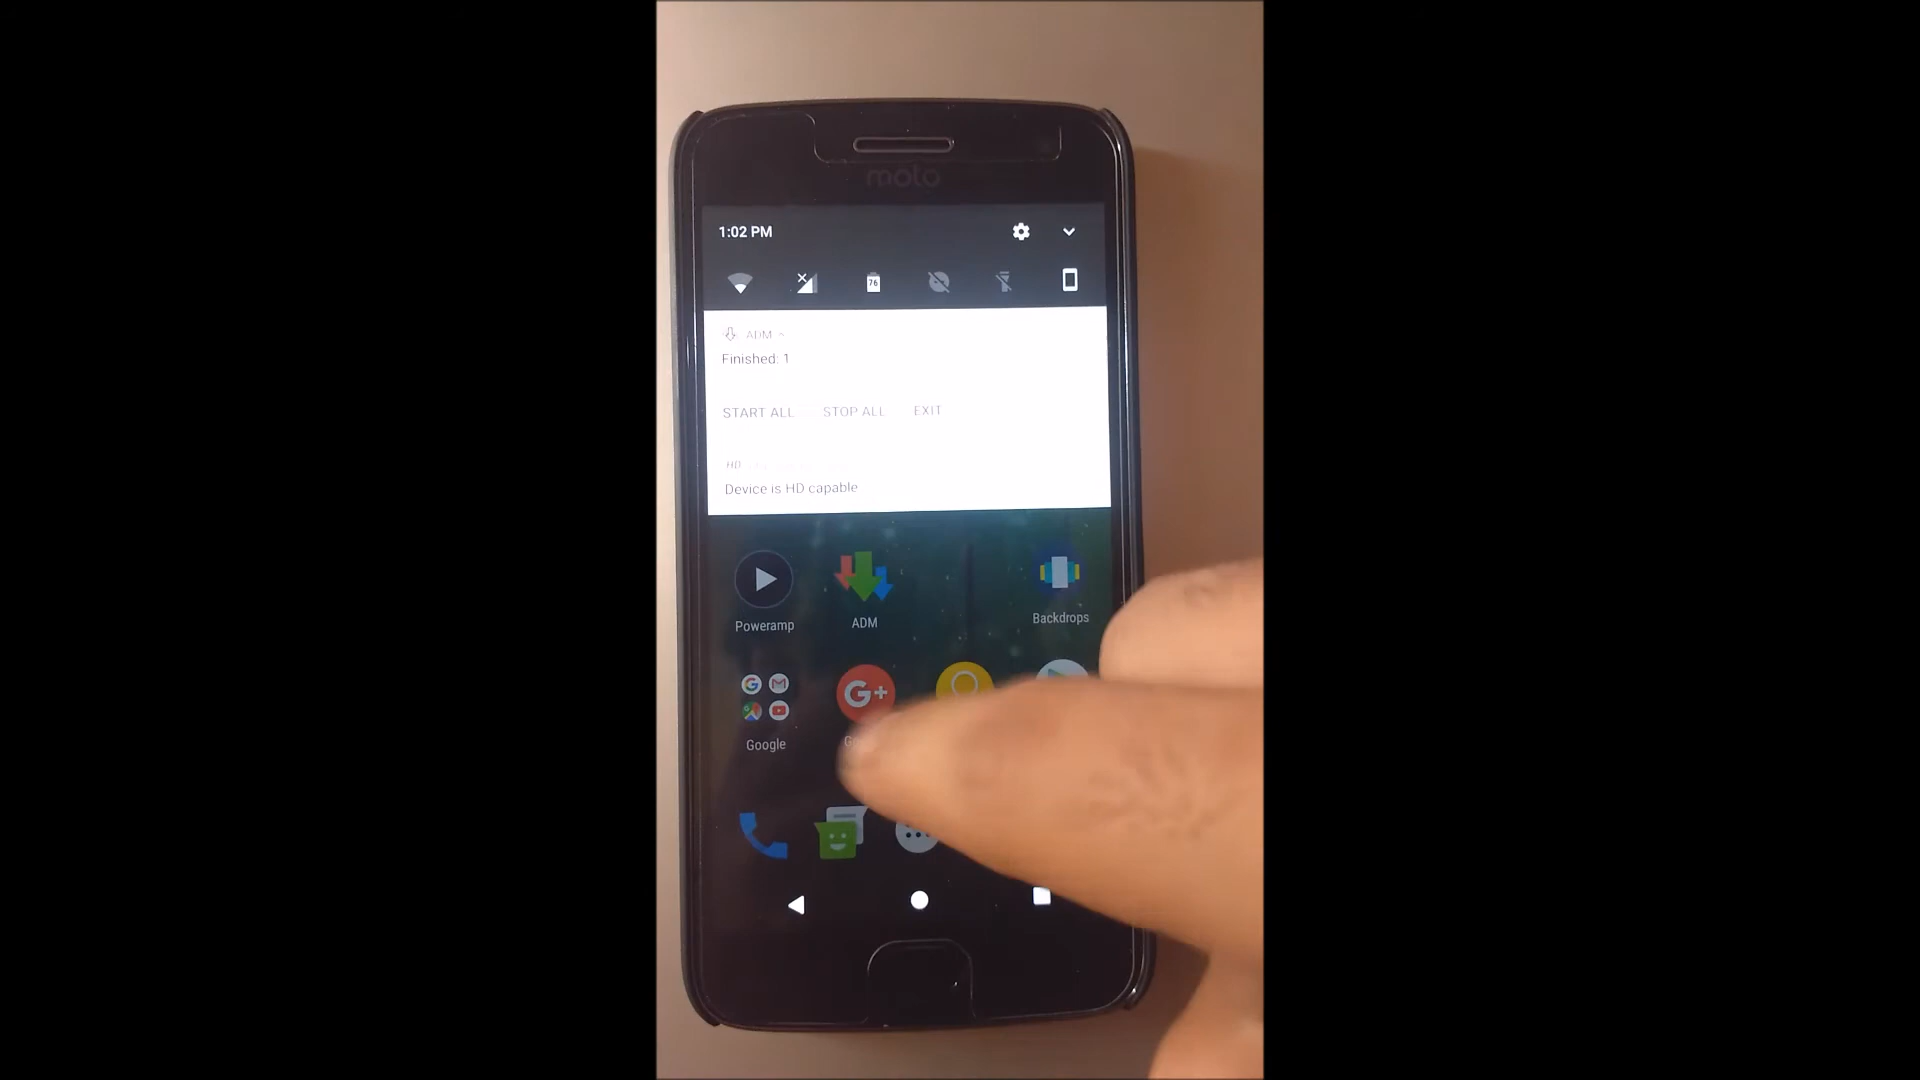 moto
1:02 PM
76
ADM
Finished: 1
START ALL STOP ALL EXIT
HD
Device is HD capable
Poweramp
ADM
Backdrops
G+
Google